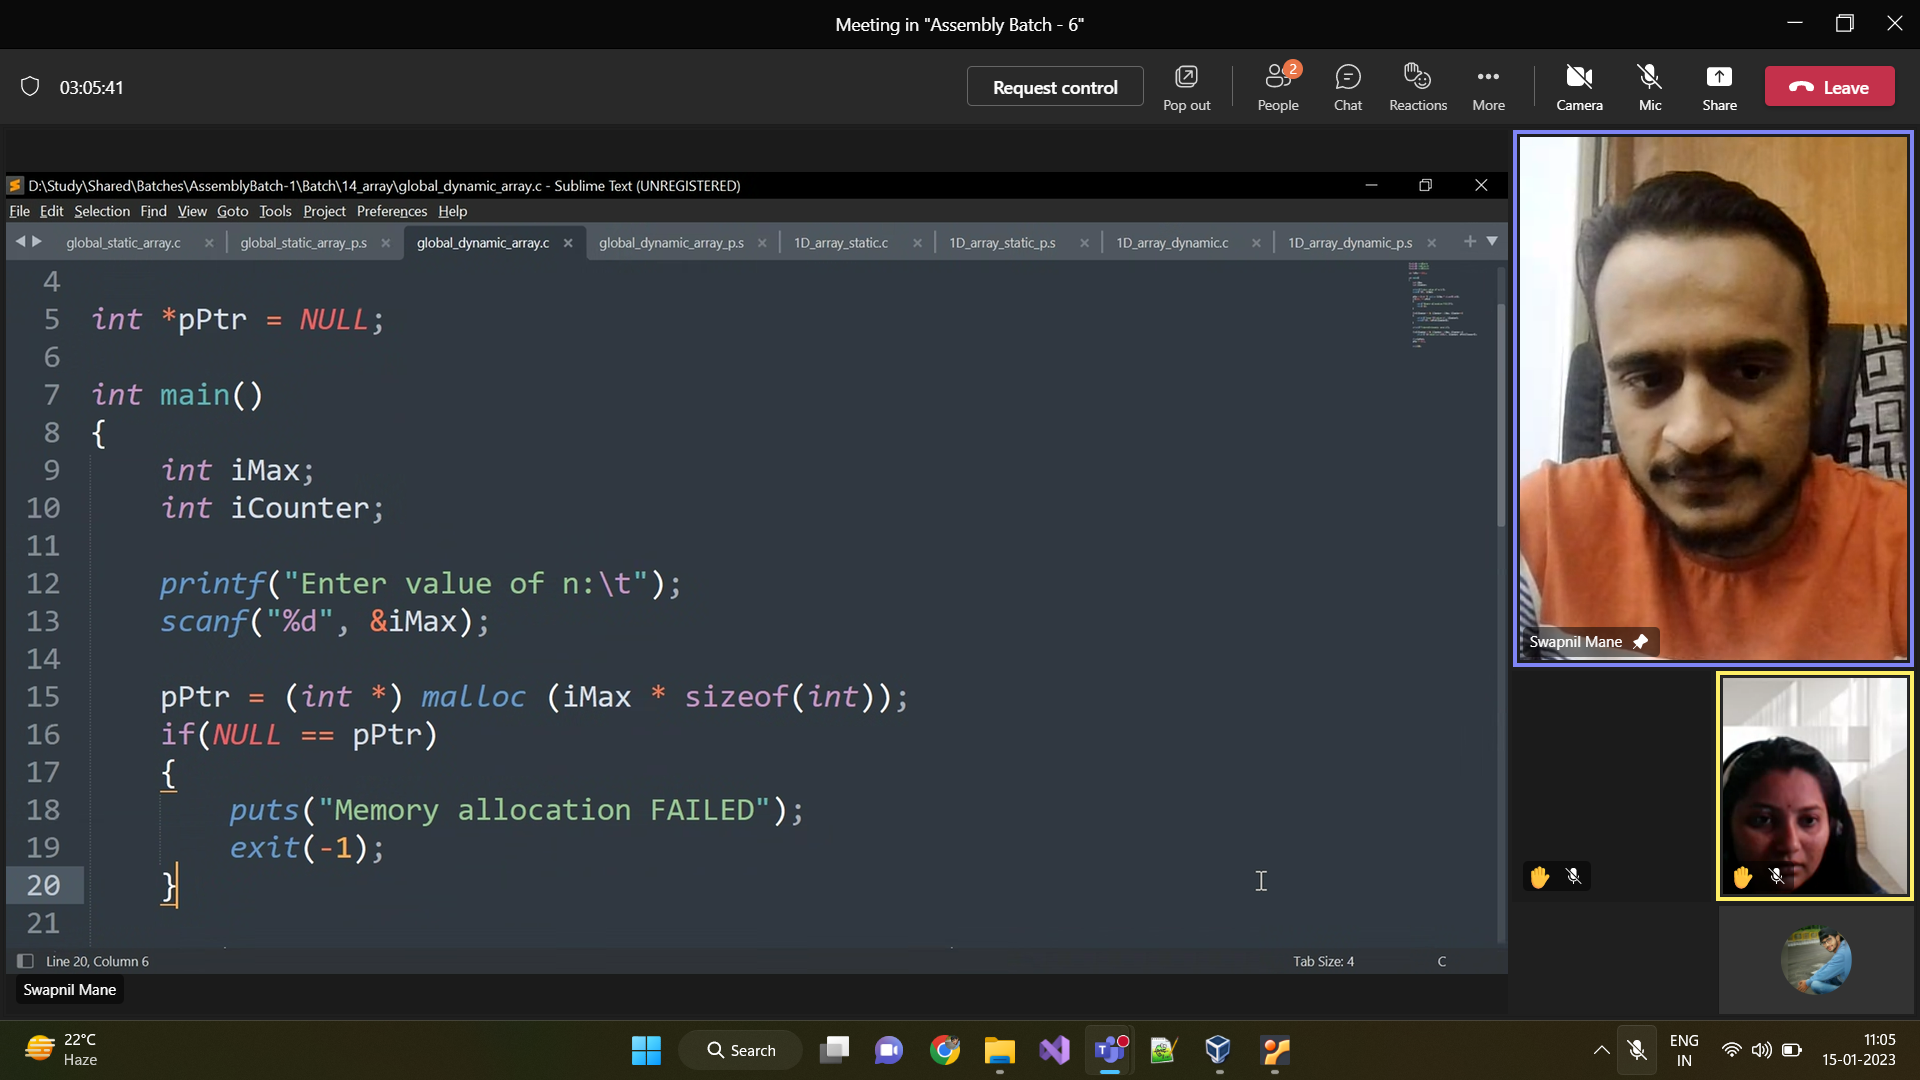 Meeting in "Assembly Batch - 6"
03:05:41
Request control
Pop out
2
People
Chat
Reactions
More
Camera
Mic
Share
Leave
D:\Study\Shared\Batches\AssemblyBatch-1\Batch\14_array\global_dynamic_array.c - Sublime Text (UNREGISTERED)
File Edit Selection Find View Goto Tools Project Preferences Help
global_static_array.c global_static_array_p.s global_dynamic_array.c global_dynamic_array_p.s 1D_array_static.c 1D_array_static_p.s 1D_array_dynamic.c 1D_array_dynamic_p.s
4
5 int *pPtr = NULL;
6
7 int main()
8 {
9 int iMax;
10 int iCounter;
11
12 printf("Enter value of n:\t");
13 scanf("%d", &iMax);
14
15 pPtr = (int *) malloc (iMax * sizeof(int));
16 if(NULL == pPtr)
17 {
18 puts("Memory allocation FAILED");
19 exit(-1);
20 }
21
Line 20, Column 6
Tab Size: 4
C
Swapnil Mane
Swapnil Mane
22°C
Haze
Search
ENG
IN
11:05
15-01-2023